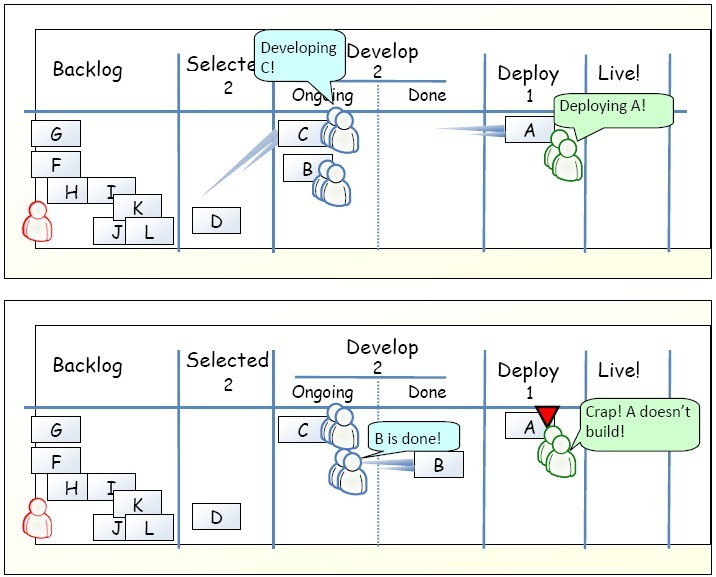 Backlog
Selected
2
Developing
C!
Develop
2
Ongoing
Done
Deploy
1
Live!
Deploying A!
G
C
A
F
B
H
I
K
J
L
D
Backlog
Selected
2
Develop
2
Ongoing
Done
Deploy
1
Live!
G
C
B is done!
A
Crap! A doesn't
build!
F
B
H
I
K
J
L
D